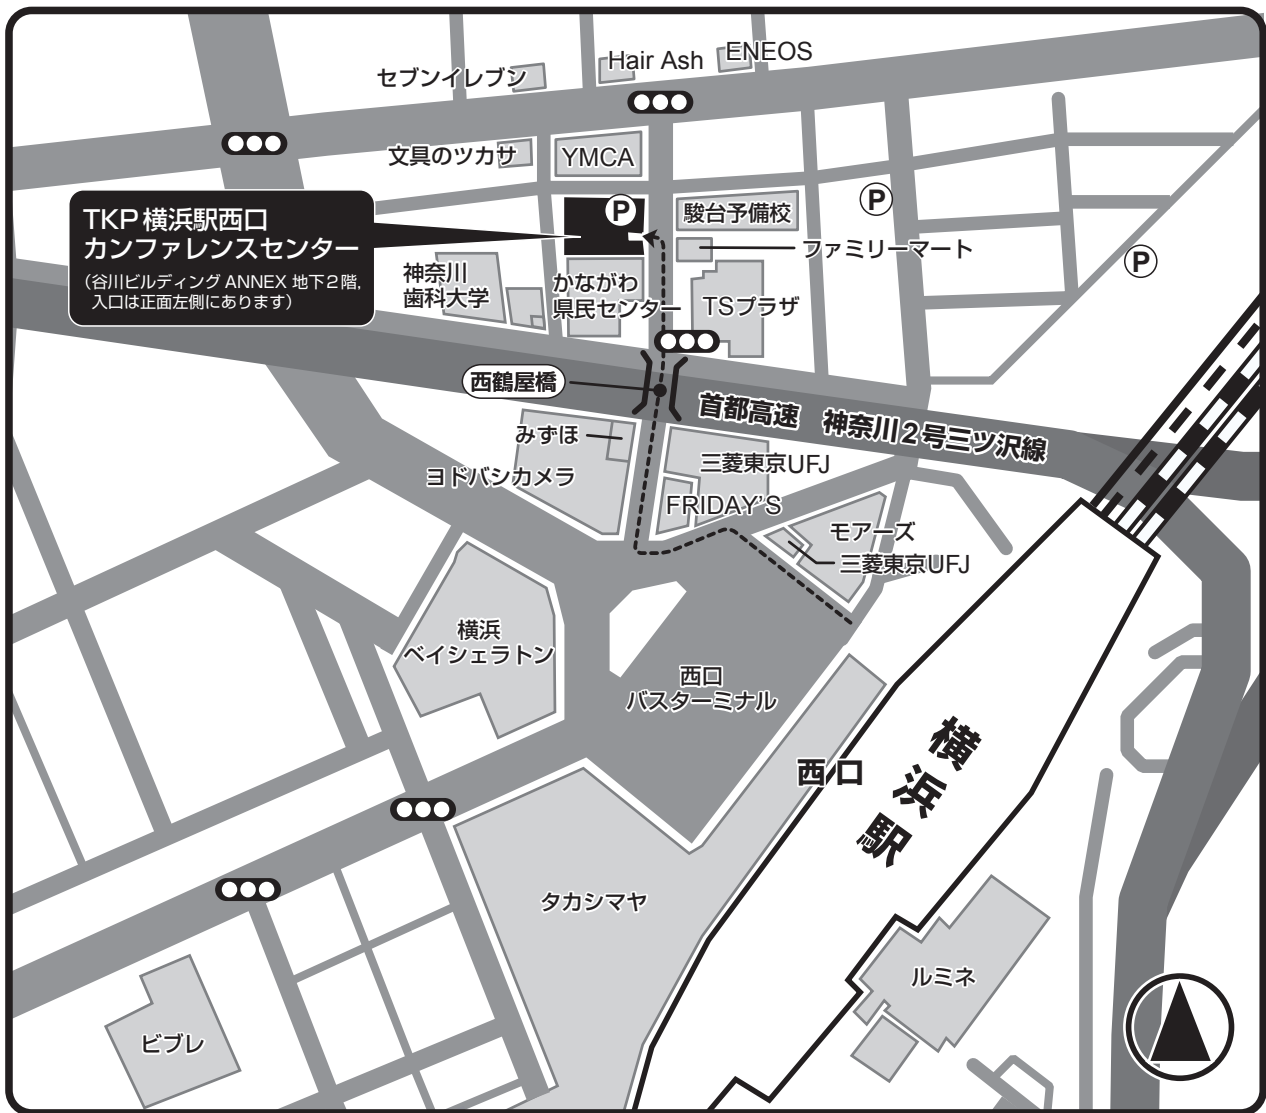 セブンイレブン
Hair Ash
ENEOS
文具のツカサ
YMCA
TKP 横浜駅西口
カンファレンスセンター
(谷川ビルディング ANNEX 地下2階,
入口は正面左側にあります)
P
駿台予備校
P
ファミリーマート
P
神奈川
歯科大学
かながわ
県民センター
TSプラザ
西鶴屋橋
首都高速 神奈川2号三ツ沢線
みずほ
ヨドバシカメラ
三菱東京UFJ
FRIDAY'S
モアーズ
三菱東京UFJ
横浜
ベイシェラトン
西口
バスターミナル
西口
横浜駅
タカシマヤ
ルミネ
ビブレ